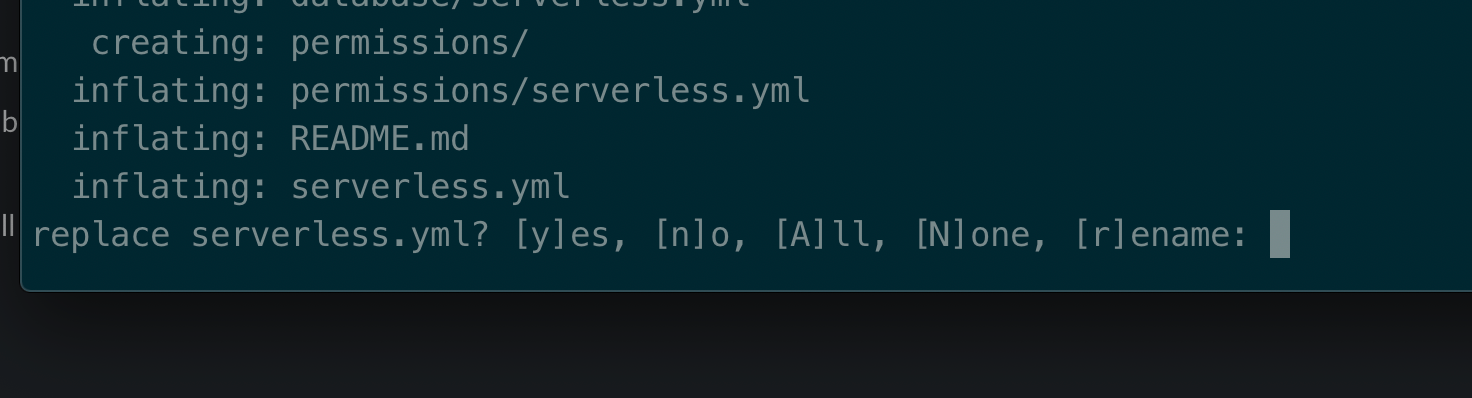 inflating: database/serverless.yml
creating: permissions/
inflating: permissions/serverless.yml
inflating: README.md
inflating: serverless.yml
replace serverless.yml? [y]es, [n]o, [A]ll, [N]one, [r]ename:
m
b
ll